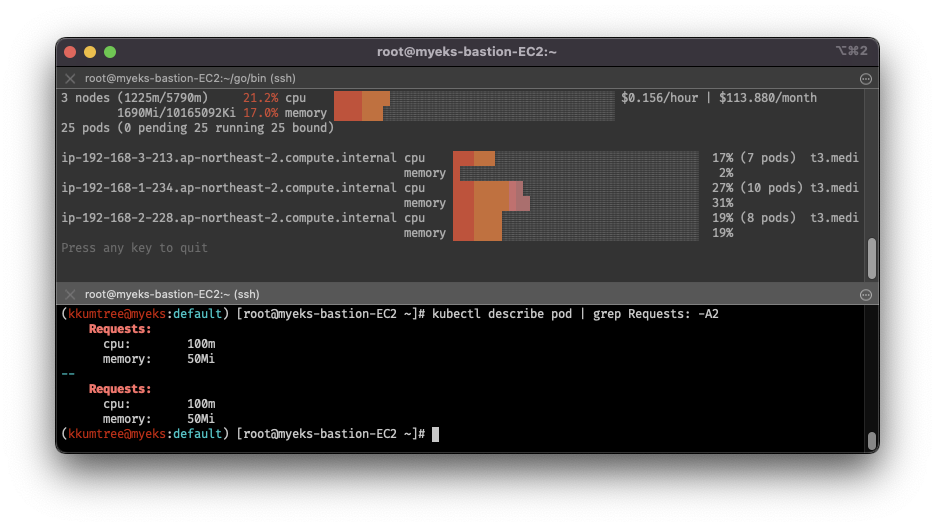 root@myeks-bastion-EC2:~
⌥⌘2
root@myeks-bastion-EC2:~/go/bin (ssh)
3 nodes (1225m/5790m) 21.2% cpu $0.156/hour | $113.880/month
1690Mi/10165092Ki 17.0% memory
25 pods (0 pending 25 running 25 bound)
ip-192-168-3-213.ap-northeast-2.compute.internal cpu 17% (7 pods) t3.medi
memory 2%
ip-192-168-1-234.ap-northeast-2.compute.internal cpu 27% (10 pods) t3.medi
memory 31%
ip-192-168-2-228.ap-northeast-2.compute.internal cpu 19% (8 pods) t3.medi
memory 19%
Press any key to quit
root@myeks-bastion-EC2:~ (ssh)
(kkumtree@myeks:default) [root@myeks-bastion-EC2 ~]# kubectl describe pod | grep Requests: -A2
Requests:
cpu: 100m
memory: 50Mi
--
Requests:
cpu: 100m
memory: 50Mi
(kkumtree@myeks:default) [root@myeks-bastion-EC2 ~]#